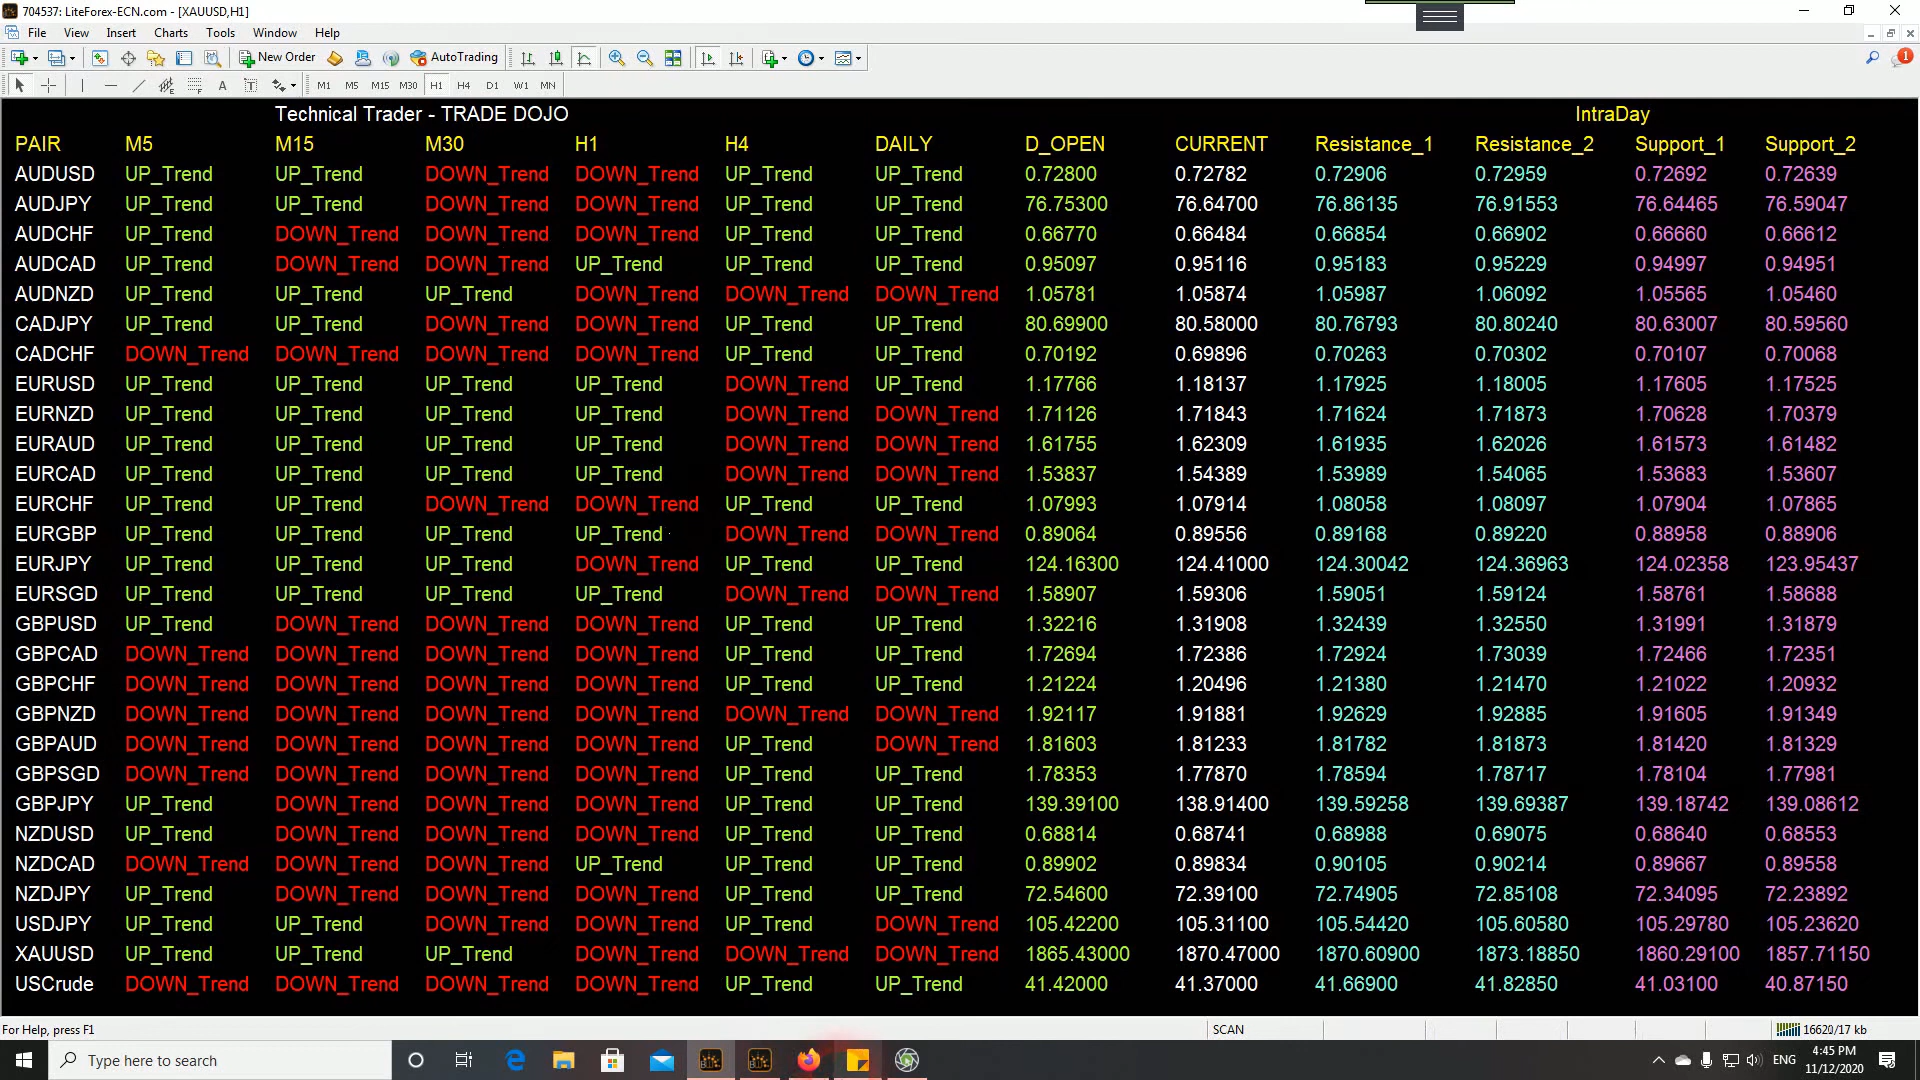 704537: LiteForex-ECN.com - [XAUUSD,H1]
File View Insert Charts Tools Window Help
New Order AutoTrading 1
A T M1 M5 M15 M30 H1 H4 D1 W1 MN
Technical Trader - TRADE DOJO IntraDay
PAIR M5 M15 M30 H1 H4 DAILY D_OPEN CURRENT Resistance_1 Resistance_2 Support_1 Support_2
AUDUSD UP_Trend UP_Trend DOWN_Trend DOWN_Trend UP_Trend UP_Trend 0.72800 0.72782 0.72906 0.72959 0.72692 0.72639
AUDJPY UP_Trend UP_Trend DOWN_Trend DOWN_Trend UP_Trend UP_Trend 76.75300 76.64700 76.86135 76.91553 76.64465 76.59047
AUDCHF UP_Trend DOWN_Trend DOWN_Trend DOWN_Trend UP_Trend UP_Trend 0.66770 0.66484 0.66854 0.66902 0.66660 0.66612
AUDCAD UP_Trend DOWN_Trend DOWN_Trend UP_Trend UP_Trend UP_Trend 0.95097 0.95116 0.95183 0.95229 0.94997 0.94951
AUDNZD UP_Trend UP_Trend UP_Trend DOWN_Trend DOWN_Trend DOWN_Trend 1.05781 1.05874 1.05987 1.06092 1.05565 1.05460
CADJPY UP_Trend UP_Trend DOWN_Trend DOWN_Trend UP_Trend UP_Trend 80.69900 80.58000 80.76793 80.80240 80.63007 80.59560
CADCHF DOWN_Trend DOWN_Trend DOWN_Trend DOWN_Trend UP_Trend UP_Trend 0.70192 0.69896 0.70263 0.70302 0.70107 0.70068
EURUSD UP_Trend UP_Trend UP_Trend UP_Trend DOWN_Trend UP_Trend 1.17766 1.18137 1.17925 1.18005 1.17605 1.17525
EURNZD UP_Trend UP_Trend UP_Trend UP_Trend DOWN_Trend DOWN_Trend 1.71126 1.71843 1.71624 1.71873 1.70628 1.70379
EURAUD UP_Trend UP_Trend UP_Trend UP_Trend DOWN_Trend DOWN_Trend 1.61755 1.62309 1.61935 1.62026 1.61573 1.61482
EURCAD UP_Trend UP_Trend UP_Trend UP_Trend DOWN_Trend DOWN_Trend 1.53837 1.54389 1.53989 1.54065 1.53683 1.53607
EURCHF UP_Trend UP_Trend DOWN_Trend DOWN_Trend UP_Trend UP_Trend 1.07993 1.07914 1.08058 1.08097 1.07904 1.07865
EURGBP UP_Trend UP_Trend UP_Trend UP_Trend DOWN_Trend DOWN_Trend 0.89064 0.89556 0.89168 0.89220 0.88958 0.88906
EURJPY UP_Trend UP_Trend UP_Trend DOWN_Trend UP_Trend UP_Trend 124.16300 124.41000 124.30042 124.36963 124.02358 123.95437
EURSGD UP_Trend UP_Trend UP_Trend UP_Trend DOWN_Trend DOWN_Trend 1.58907 1.59306 1.59051 1.59124 1.58761 1.58688
GBPUSD UP_Trend DOWN_Trend DOWN_Trend DOWN_Trend UP_Trend UP_Trend 1.32216 1.31908 1.32439 1.32550 1.31991 1.31879
GBPCAD DOWN_Trend DOWN_Trend DOWN_Trend DOWN_Trend UP_Trend UP_Trend 1.72694 1.72386 1.72924 1.73039 1.72466 1.72351
GBPCHF DOWN_Trend DOWN_Trend DOWN_Trend DOWN_Trend UP_Trend UP_Trend 1.21224 1.20496 1.21380 1.21470 1.21022 1.20932
GBPNZD DOWN_Trend DOWN_Trend DOWN_Trend DOWN_Trend DOWN_Trend DOWN_Trend 1.92117 1.91881 1.92629 1.92885 1.91605 1.91349
GBPAUD DOWN_Trend DOWN_Trend DOWN_Trend DOWN_Trend UP_Trend DOWN_Trend 1.81603 1.81233 1.81782 1.81873 1.81420 1.81329
GBPSGD DOWN_Trend DOWN_Trend DOWN_Trend DOWN_Trend UP_Trend UP_Trend 1.78353 1.77870 1.78594 1.78717 1.78104 1.77981
GBPJPY UP_Trend DOWN_Trend DOWN_Trend DOWN_Trend UP_Trend UP_Trend 139.39100 138.91400 139.59258 139.69387 139.18742 139.08612
NZDUSD UP_Trend DOWN_Trend DOWN_Trend DOWN_Trend UP_Trend UP_Trend 0.68814 0.68741 0.68988 0.69075 0.68640 0.68553
NZDCAD DOWN_Trend DOWN_Trend DOWN_Trend UP_Trend UP_Trend UP_Trend 0.89902 0.89834 0.90105 0.90214 0.89667 0.89558
NZDJPY UP_Trend DOWN_Trend DOWN_Trend DOWN_Trend UP_Trend UP_Trend 72.54600 72.39100 72.74905 72.85108 72.34095 72.23892
USDJPY UP_Trend UP_Trend DOWN_Trend DOWN_Trend UP_Trend DOWN_Trend 105.42200 105.31100 105.54420 105.60580 105.29780 105.23620
XAUUSD UP_Trend UP_Trend UP_Trend DOWN_Trend DOWN_Trend DOWN_Trend 1865.43000 1870.47000 1870.60900 1873.18850 1860.29100 1857.71150
USCrude DOWN_Trend DOWN_Trend DOWN_Trend DOWN_Trend UP_Trend UP_Trend 41.42000 41.37000 41.66900 41.82850 41.03100 40.87150
For Help, press F1 SCAN 16620/17 kb
Type here to search ENG 4:45 PM
11/12/2020